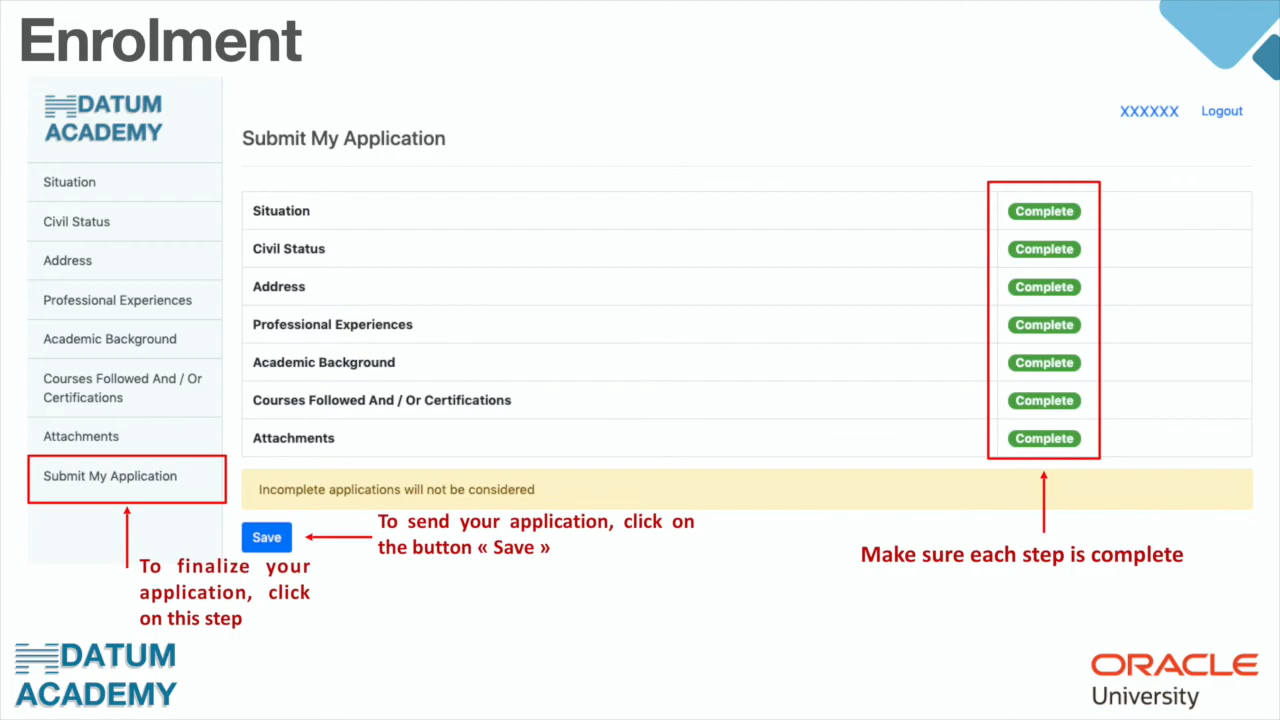 Enrolment
DATUM
ACADEMY
XXXXXX Logout
Submit My Application
Situation
Civil Status
Address
Professional Experiences
Academic Background
Courses Followed And / Or
Certifications
Attachments
Submit My Application
Situation Complete
Civil Status Complete
Address Complete
Professional Experiences Complete
Academic Background Complete
Courses Followed And / Or Certifications Complete
Attachments Complete
Incomplete applications will not be considered
Save
To send your application, click on
the button « Save »
Make sure each step is complete
To finalize your
application, click
on this step
DATUM
ACADEMY
ORACLE
University